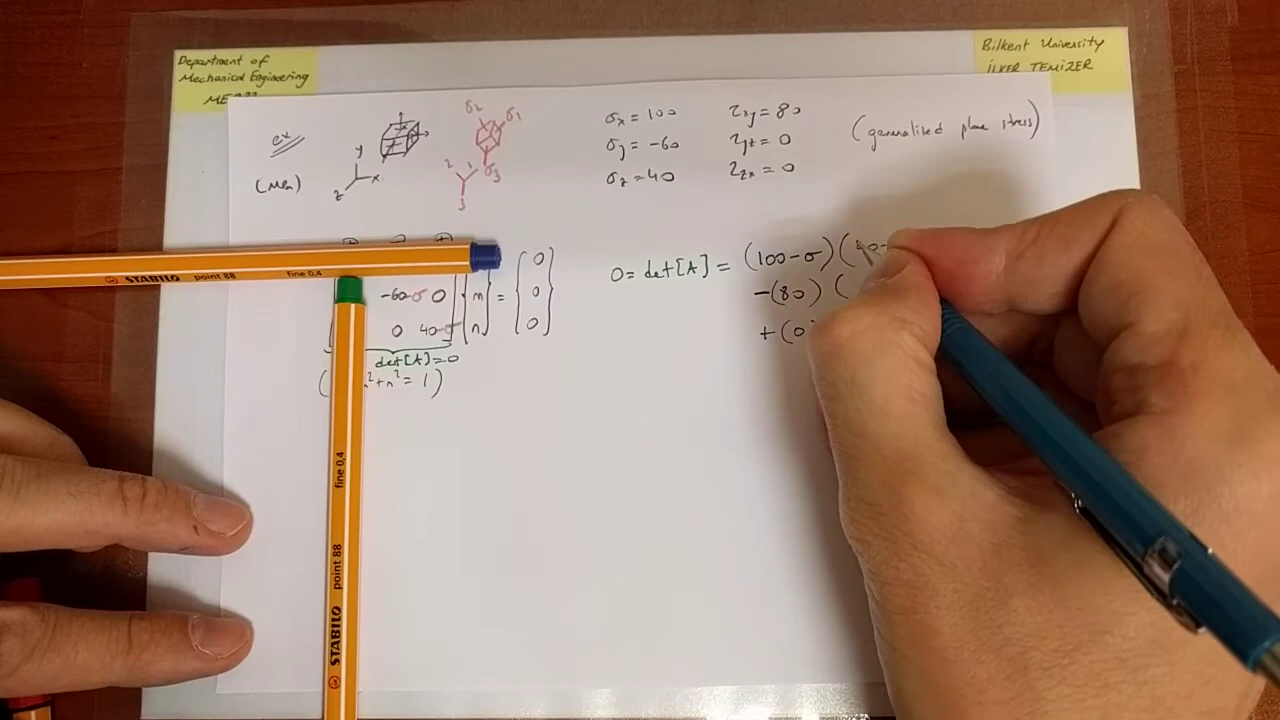 Department of
Mechanical Engineering
Bilkent University
İLKER TEMİZER
ex
(MPa)
y
x
z
σ2
σ1
σ3
2
1
3
σx = 100
τxy = 80
σy = -60
τyz = 0
σz = 40
τzx = 0
(generalized plane stress)
-60-σ 0
0 40-σ
m
n
=
0
0
0
det[A]=0
²+n²= 1)
0 = det[A] = (100-σ)(
-(80) (
+(0)
STABILO point 88 fine 0,4
STABILO point 88 fine 0,4